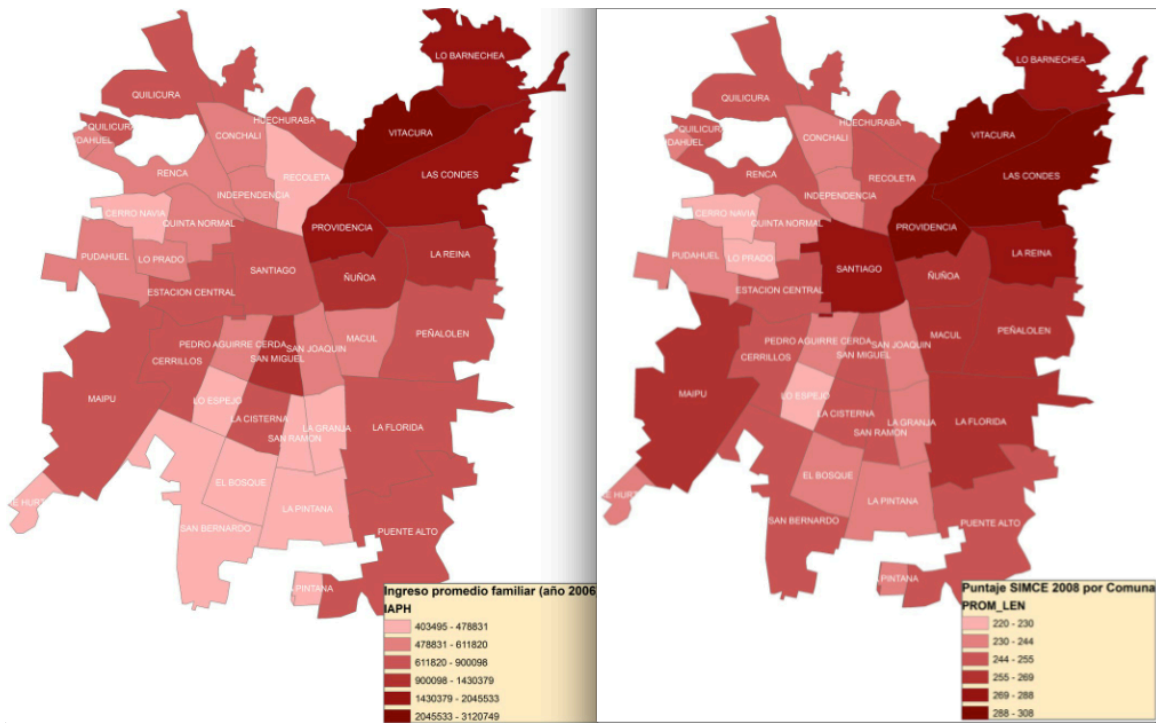 LO BARNECHEA
QUILICURA
HUECHURABA
QUILICURA
DAHUEL
CONCHALI
VITACURA
RENCA
RECOLETA
LAS CONDES
INDEPENDENCIA
CERRO NAVIA
QUINTA NORMAL
PROVIDENCIA
PUDAHUEL
LO PRADO
LA REINA
SANTIAGO
ÑUÑOA
ESTACION CENTRAL
PEÑALOLEN
PEDRO AGUIRRE CERDA
MACUL
SAN JOAQUIN
SAN MIGUEL
CERRILLOS
MAIPU
LO ESPEJO
LA CISTERNA
LA GRANJA
LA FLORIDA
SAN RAMON
EL BOSQUE
E HURT
LA PINTANA
SAN BERNARDO
PUENTE ALTO
PINTANA
Ingreso promedio familiar (año 2006
IAPH
403495 - 478831
478831 - 611820
611820 - 900098
900098 - 1430379
1430379 - 2045533
2045533 - 3120749
LO BARNECHEA
QUILICURA
HUECHURABA
QUILICURA
DAHUEL
CONCHALI
VITACURA
RENCA
RECOLETA
LAS CONDES
INDEPENDENCIA
CERRO NAVIA
QUINTA NORMAL
PROVIDENCIA
PUDAHUEL
LO PRADO
LA REINA
SANTIAGO
ÑUÑOA
ESTACION CENTRAL
PEÑALOLEN
PEDRO AGUIRRE CERDA
MACUL
SAN JOAQUIN
SAN MIGUEL
CERRILLOS
MAIPU
LO ESPEJO
LA CISTERNA
LA GRANJA
LA FLORIDA
SAN RAMON
EL BOSQUE
E HURT
LA PINTANA
SAN BERNARDO
PUENTE ALTO
PINTANA
Puntaje SIMCE 2008 por Comuna
PROM_LEN
220 - 230
230 - 244
244 - 255
255 - 269
269 - 288
288 - 308